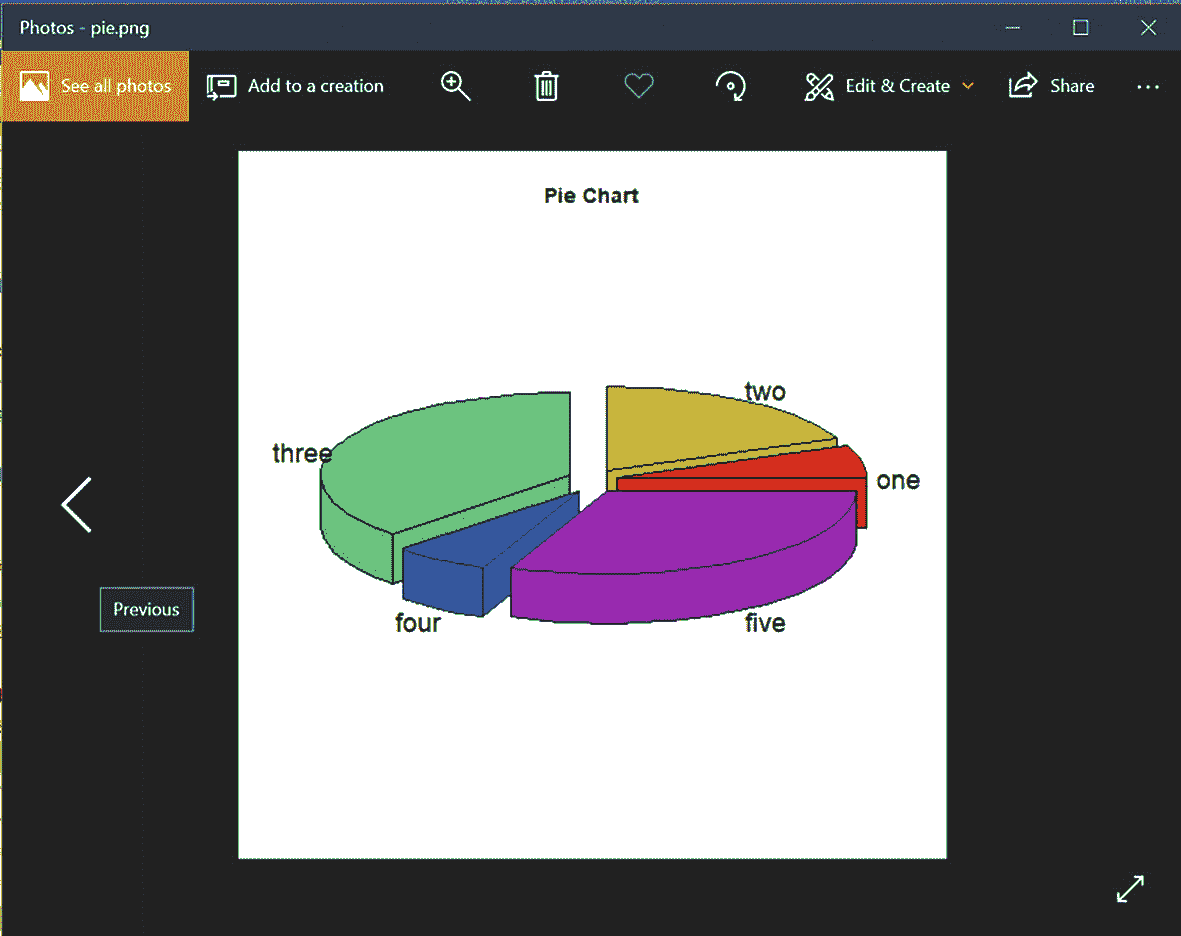 Photos - pie.png
See all photos
Add to a creation
Edit & Create
Share
Pie Chart
two
three
one
Previous
four
five